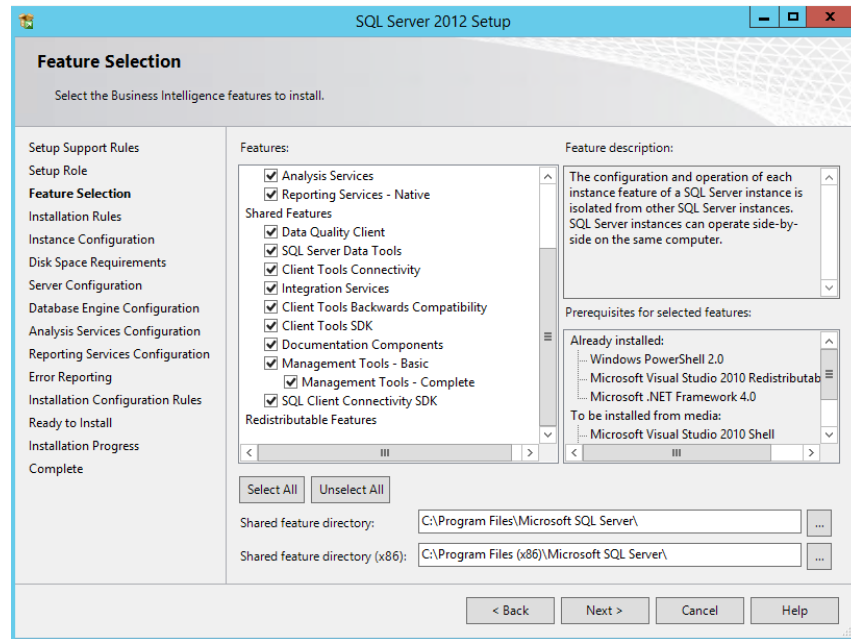 SQL Server 2012 Setup
Feature Selection
Select the Business Intelligence features to install.
Setup Support Rules
Setup Role
Feature Selection
Installation Rules
Instance Configuration
Disk Space Requirements
Server Configuration
Database Engine Configuration
Analysis Services Configuration
Reporting Services Configuration
Error Reporting
Installation Configuration Rules
Ready to Install
Installation Progress
Complete
Features:
Analysis Services
Reporting Services - Native
Shared Features
Data Quality Client
SQL Server Data Tools
Client Tools Connectivity
Integration Services
Client Tools Backwards Compatibility
Client Tools SDK
Documentation Components
Management Tools - Basic
Management Tools - Complete
SQL Client Connectivity SDK
Redistributable Features
Feature description:
The configuration and operation of each
instance feature of a SQL Server instance is
isolated from other SQL Server instances.
SQL Server instances can operate side-by-
side on the same computer.
Prerequisites for selected features:
Already installed:
Windows PowerShell 2.0
Microsoft Visual Studio 2010 Redistributab
Microsoft .NET Framework 4.0
To be installed from media:
Microsoft Visual Studio 2010 Shell
Select All
Unselect All
Shared feature directory:
C:\Program Files\Microsoft SQL Server\
...
Shared feature directory (x86):
C:\Program Files (x86)\Microsoft SQL Server\
...
< Back
Next >
Cancel
Help